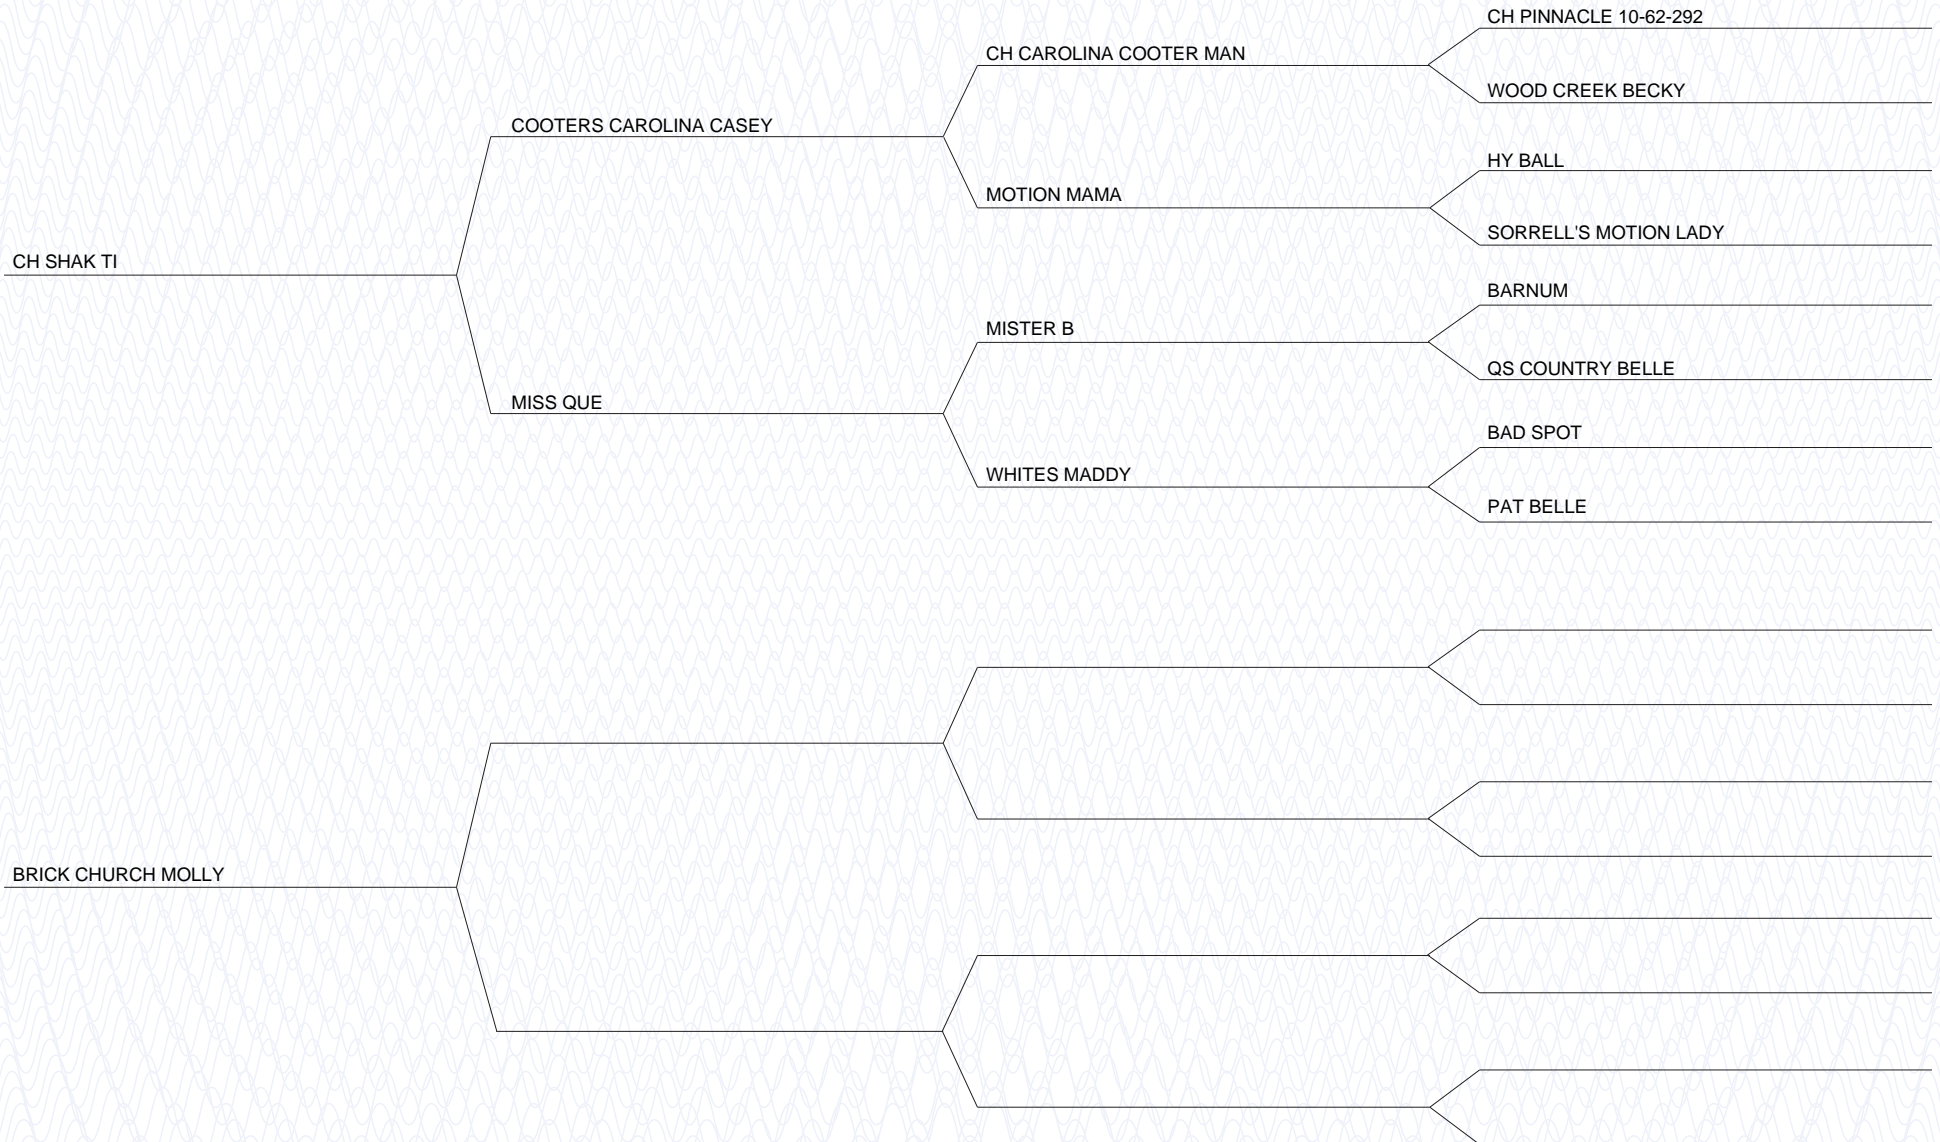 CH PINNACLE 10-62-292
CH CAROLINA COOTER MAN
WOOD CREEK BECKY
COOTERS CAROLINA CASEY
HY BALL
MOTION MAMA
SORRELL'S MOTION LADY
CH SHAK TI
BARNUM
MISTER B
QS COUNTRY BELLE
MISS QUE
BAD SPOT
WHITES MADDY
PAT BELLE
BRICK CHURCH MOLLY